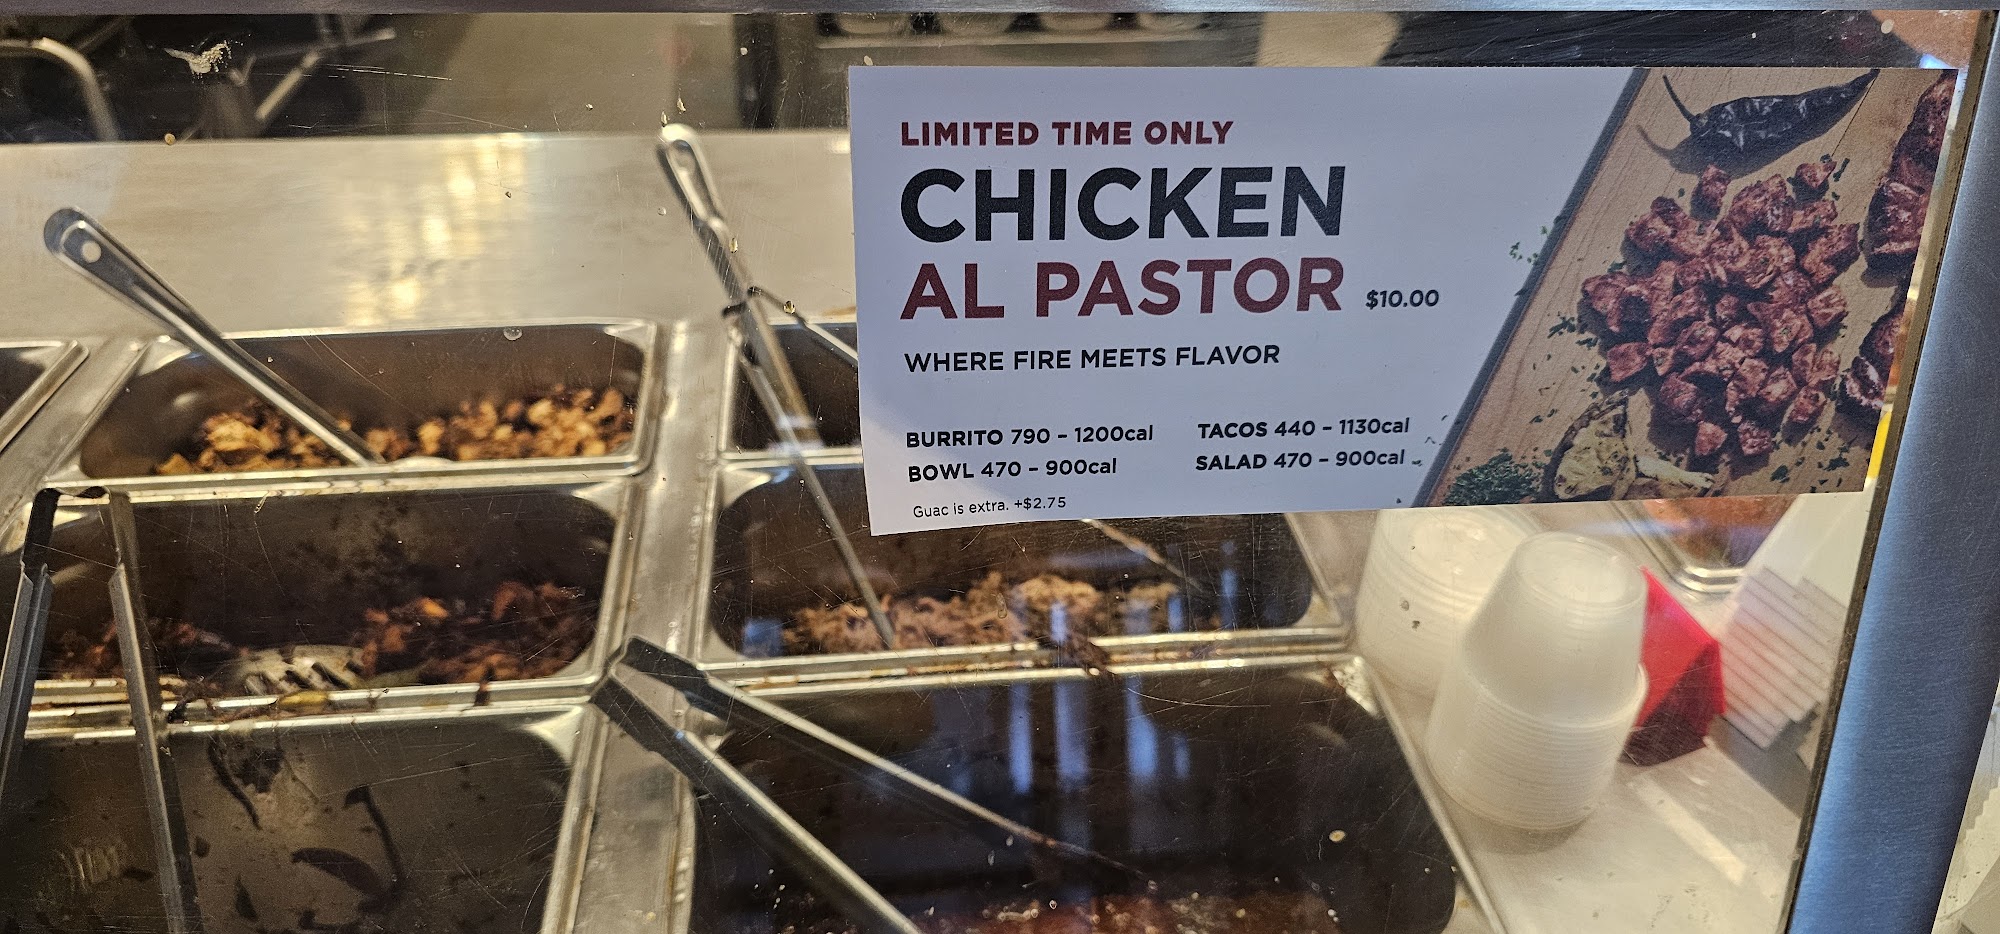 LIMITED TIME ONLY
CHICKEN
AL PASTOR $10.00
WHERE FIRE MEETS FLAVOR
BURRITO 790 – 1200cal TACOS 440 – 1130cal
BOWL 470 – 900cal SALAD 470 – 900cal
Guac is extra. +$2.75